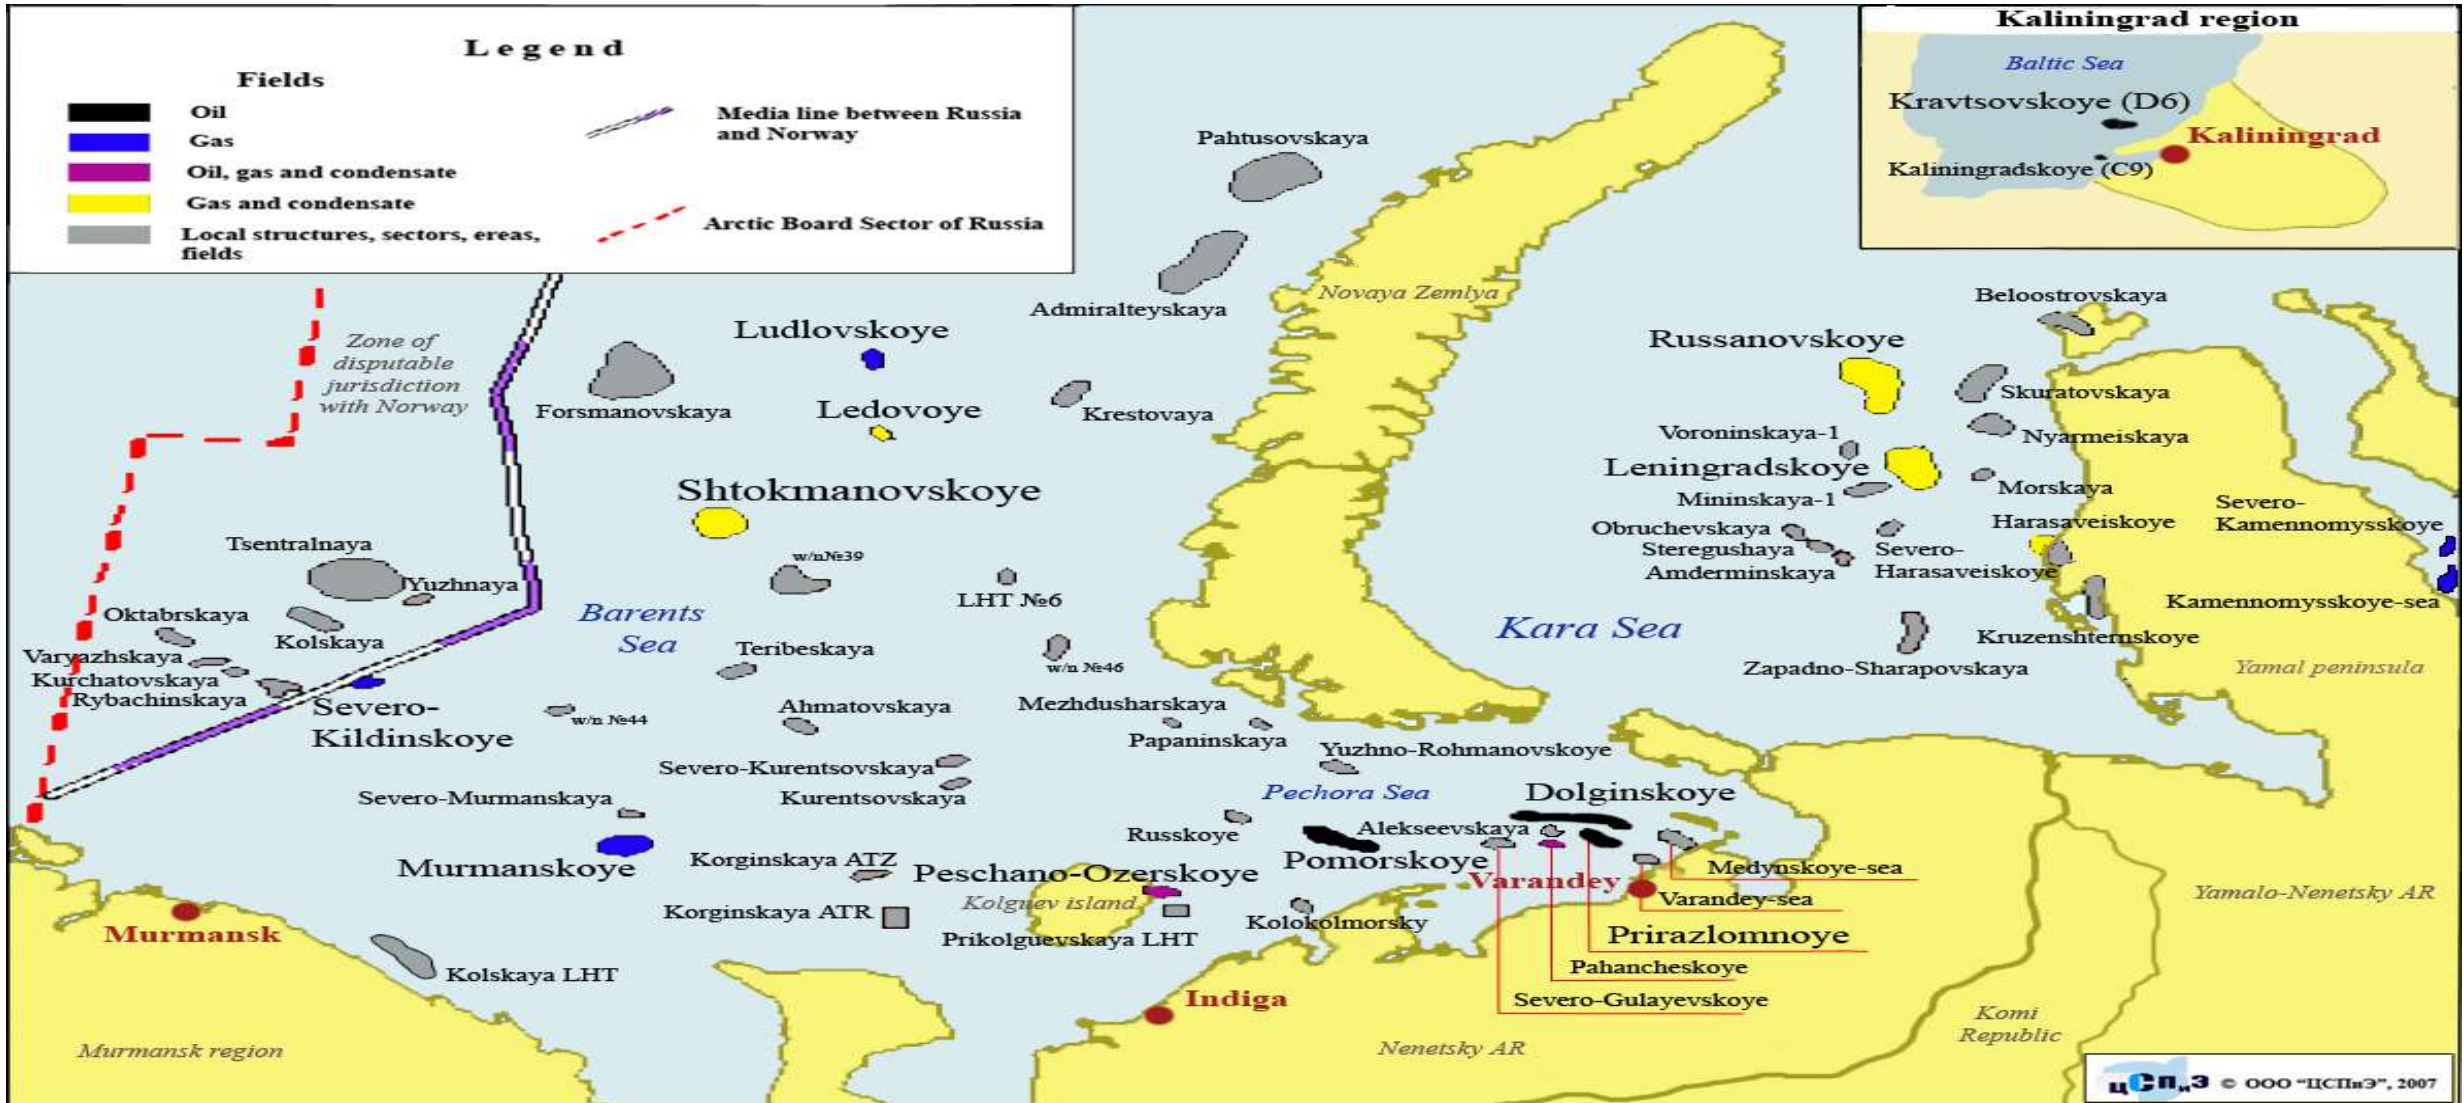 Legend
Fields
Oil
Gas
Oil, gas and condensate
Gas and condensate
Local structures, sectors, ereas,
fields
Media line between Russia
and Norway
Arctic Board Sector of Russia
Kaliningrad region
Baltic Sea
Kravtsovskoye (D6)
Kaliningrad
Kaliningradskoye (C9)
Pahtusovskaya
Admiralteyskaya
Novaya Zemlya
Beloostrovskaya
Zone of
disputable
jurisdiction
with Norway
Ludlovskoye
Russanovskoye
Forsmanovskaya
Ledovoye
Krestovaya
Skuratovskaya
Voroninskaya-1
Nyarmeiskaya
Leningradskoye
Shtokmanovskoye
Mininskaya-1
Morskaya
Severo-
Kamennomysskoye
Obruchevskaya
Harasaveiskoye
Steregushaya
Amderminskaya
Severo-
Harasaveiskoye
Tsentralnaya
w/n№39
Yuzhnaya
LHT №6
Kamennomysskoye-sea
Oktabrskaya
Barents
Sea
Kara Sea
Kolskaya
Kruzenshternskoye
Varyazhskaya
Teribeskaya
w/n №46
Zapadno-Sharapovskaya
Yamal peninsula
Kurchatovskaya
Rybachinskaya
Severo-
Kildinskoye
w/n №44
Ahmatovskaya
Mezhdusharskaya
Papaninskaya
Yuzhno-Rohmanovskoye
Severo-Kurentsovskaya
Kurentsovskaya
Pechora Sea
Dolginskoye
Severo-Murmanskaya
Russkoye
Alekseevskaya
Murmanskoye
Korginskaya ATZ
Peschano-Ozerskoye
Pomorskoye
Medynskoye-sea
Varandey
Kolguev island
Varandey-sea
Yamalo-Nenetsky AR
Korginskaya ATR
Prikolguevskaya LHT
Kolokolmorsky
Prirazlomnoye
Murmansk
Kolskaya LHT
Pahancheskoye
Indiga
Severo-Gulayevskoye
Komi
Republic
Murmansk region
Nenetsky AR
цСПиЭ © ООО “ЦСПиЭ”, 2007